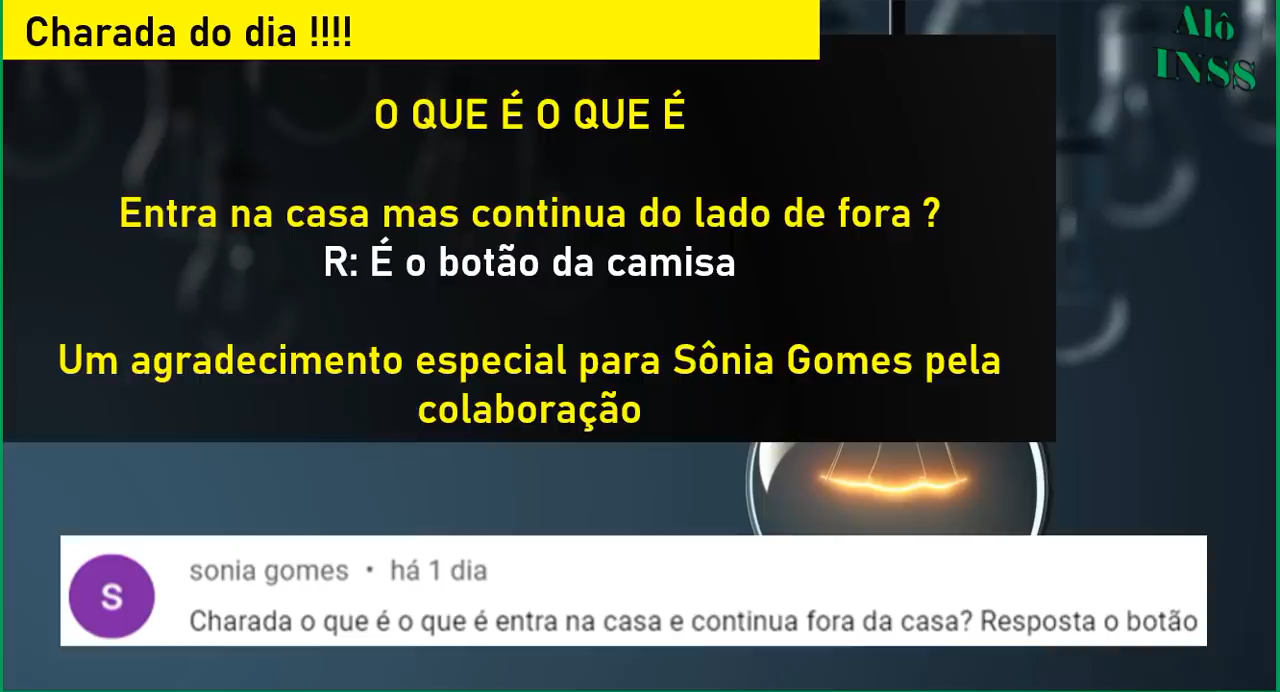 Charada do dia !!!!
Alô
INSS
O QUE É O QUE É
Entra na casa mas continua do lado de fora ?
R: É o botão da camisa
Um agradecimento especial para Sônia Gomes pela
colaboração
S
sonia gomes • há 1 dia
Charada o que é o que é entra na casa e continua fora da casa? Resposta o botão